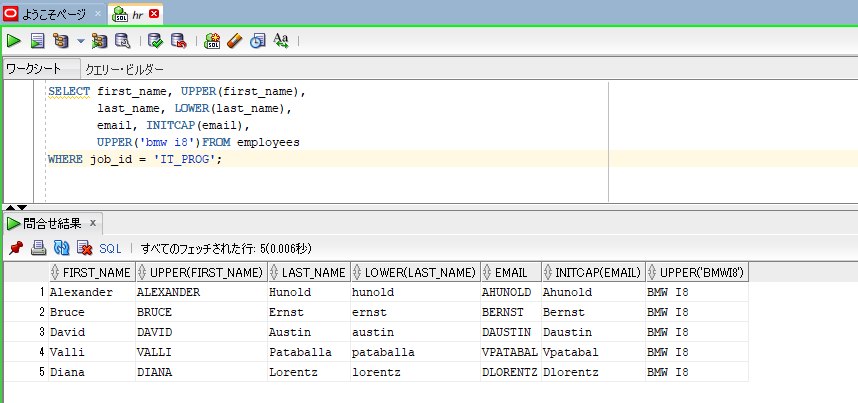 ようこそページ hr
ワークシート クエリー・ビルダー
SELECT first_name, UPPER(first_name),
last_name, LOWER(last_name),
email, INITCAP(email),
UPPER('bmw i8')FROM employees
WHERE job_id = 'IT_PROG';
問合せ結果 x
SQL | すべてのフェッチされた行: 5(0.006秒)
FIRST_NAME UPPER(FIRST_NAME) LAST_NAME LOWER(LAST_NAME) EMAIL INITCAP(EMAIL) UPPER('BMWI8')
1 Alexander ALEXANDER Hunold hunold AHUNOLD Ahunold BMW I8
2 Bruce BRUCE Ernst ernst BERNST Bernst BMW I8
3 David DAVID Austin austin DAUSTIN Daustin BMW I8
4 Valli VALLI Pataballa pataballa VPATABAL Vpatabal BMW I8
5 Diana DIANA Lorentz lorentz DLORENTZ Dlorentz BMW I8